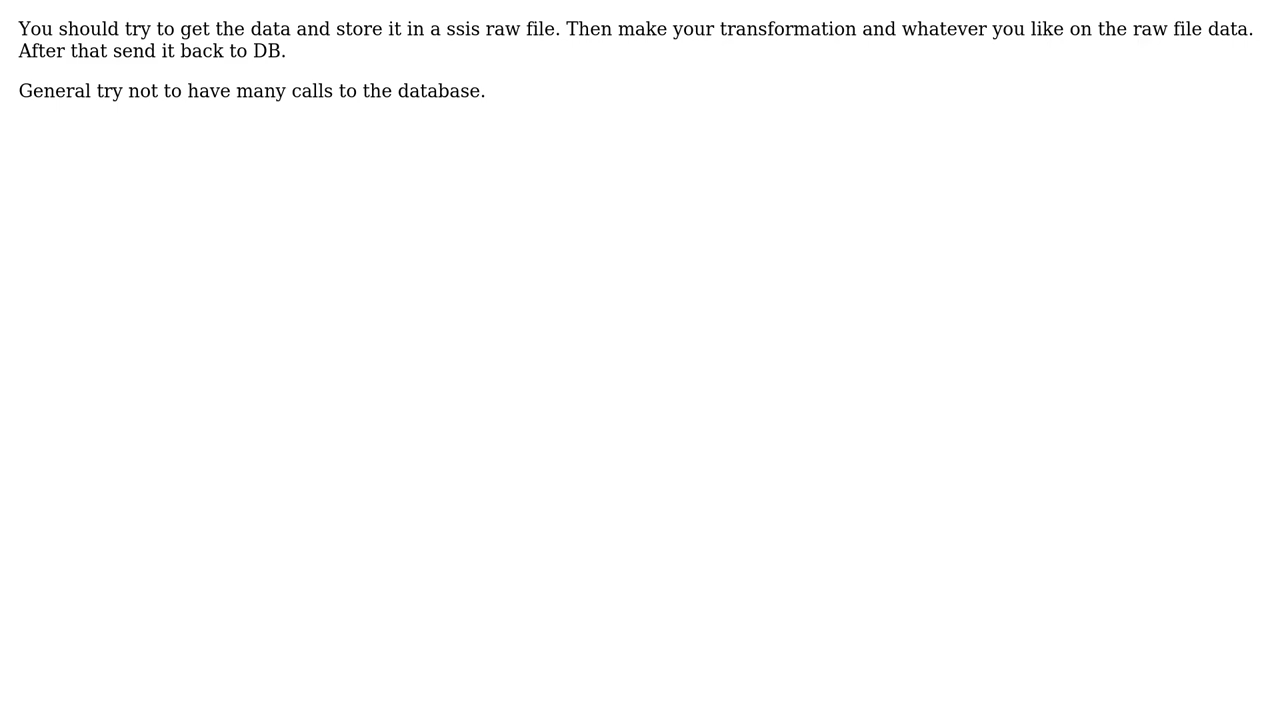 You should try to get the data and store it in a ssis raw file. Then make your transformation and whatever you like on the raw file data.
After that send it back to DB.
General try not to have many calls to the database.